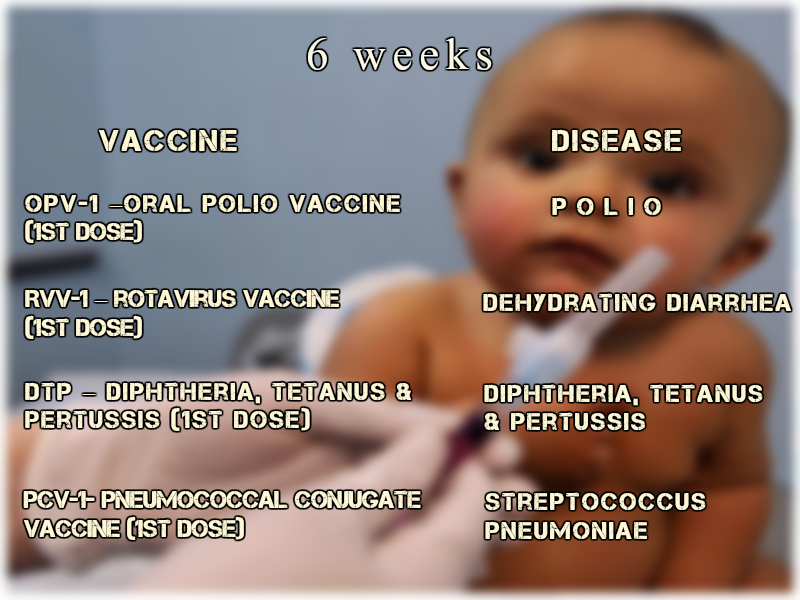 6 weeks
VACCINE
DISEASE
OPV-1 –ORAL POLIO VACCINE
(1ST DOSE)
POLIO
RVV-1 – ROTAVIRUS VACCINE
(1ST DOSE)
DEHYDRATING DIARRHEA
DTP – DIPHTHERIA, TETANUS &
PERTUSSIS (1ST DOSE)
DIPHTHERIA, TETANUS
& PERTUSSIS
PCV-1- PNEUMOCOCCAL CONJUGATE
VACCINE (1ST DOSE)
STREPTOCOCCUS
PNEUMONIAE